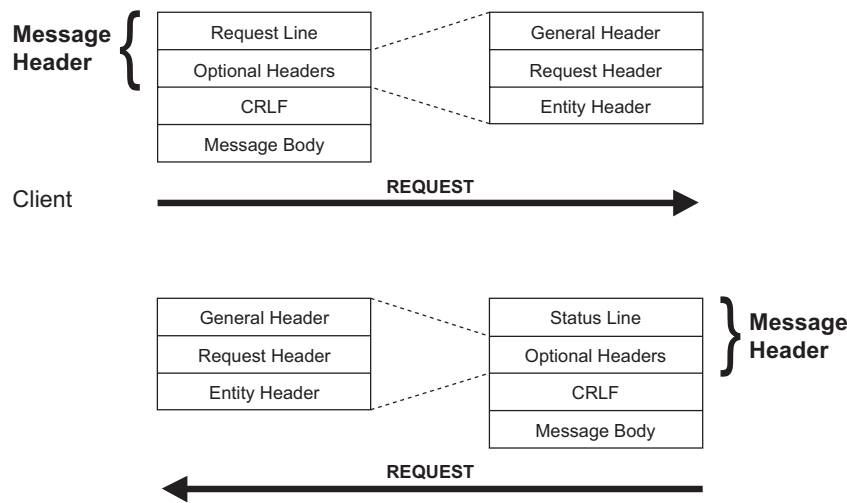 Message
Header
Request Line
Optional Headers
CRLF
Message Body
General Header
Request Header
Entity Header
Client
REQUEST
General Header
Request Header
Entity Header
Status Line
Optional Headers
CRLF
Message Body
Message
Header
REQUEST